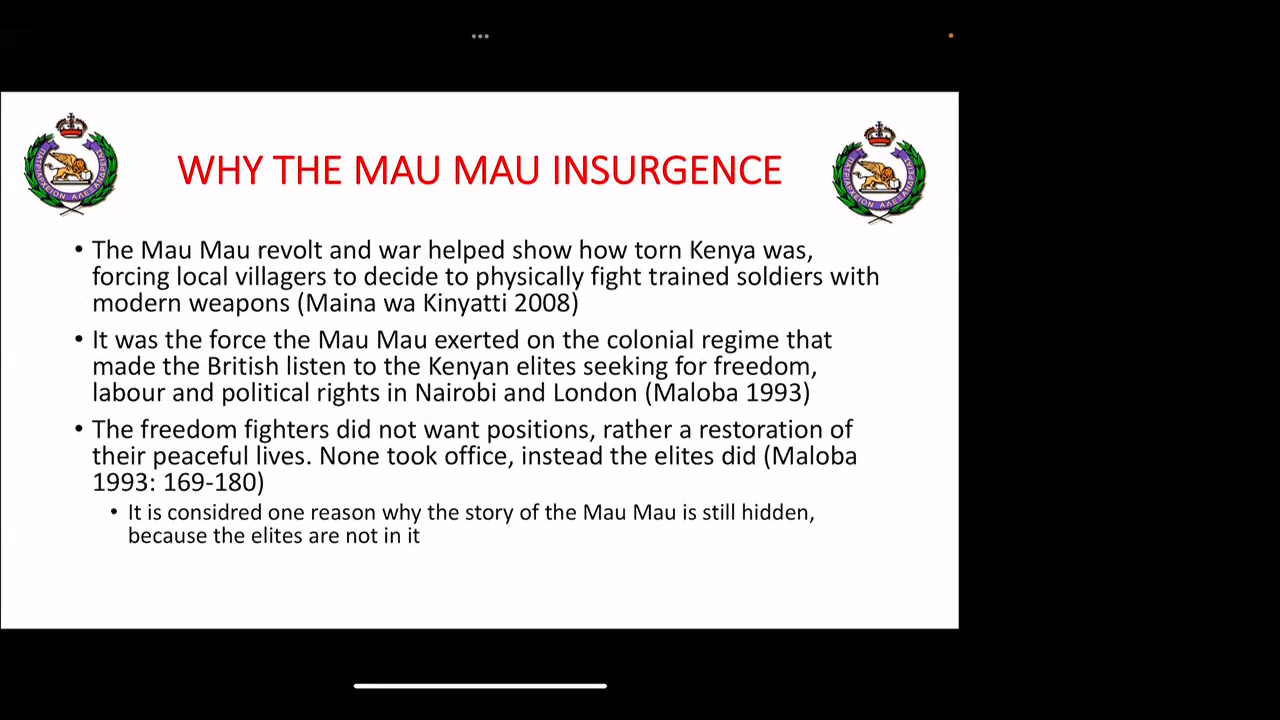 WHY THE MAU MAU INSURGENCE
• The Mau Mau revolt and war helped show how torn Kenya was,
forcing local villagers to decide to physically fight trained soldiers with
modern weapons (Maina wa Kinyatti 2008)
• It was the force the Mau Mau exerted on the colonial regime that
made the British listen to the Kenyan elites seeking for freedom,
labour and political rights in Nairobi and London (Maloba 1993)
• The freedom fighters did not want positions, rather a restoration of
their peaceful lives. None took office, instead the elites did (Maloba
1993: 169-180)
• It is considred one reason why the story of the Mau Mau is still hidden,
because the elites are not in it